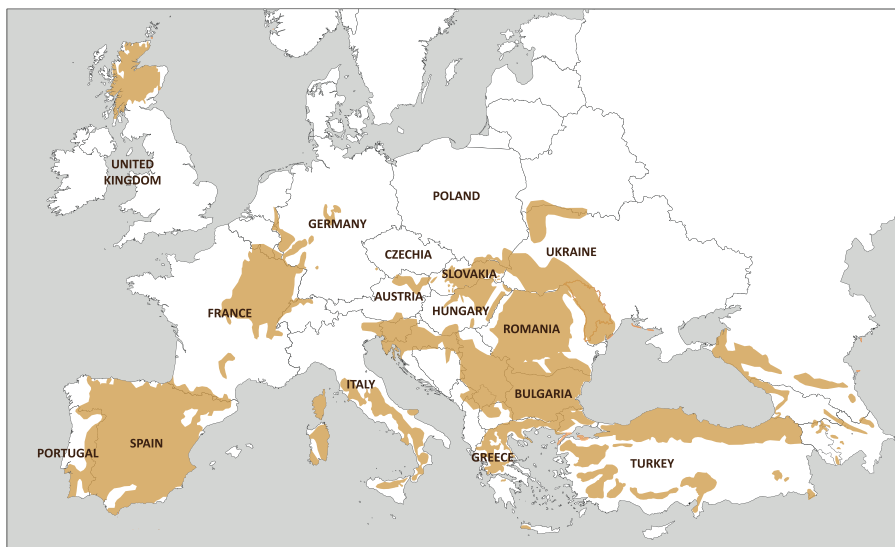 UNITED
KINGDOM
POLAND
GERMANY
UKRAINE
CZECHIA
SLOVAKIA
AUSTRIA
FRANCE
HUNGARY
ROMANIA
ITALY
BULGARIA
SPAIN
PORTUGAL
GREECE
TURKEY